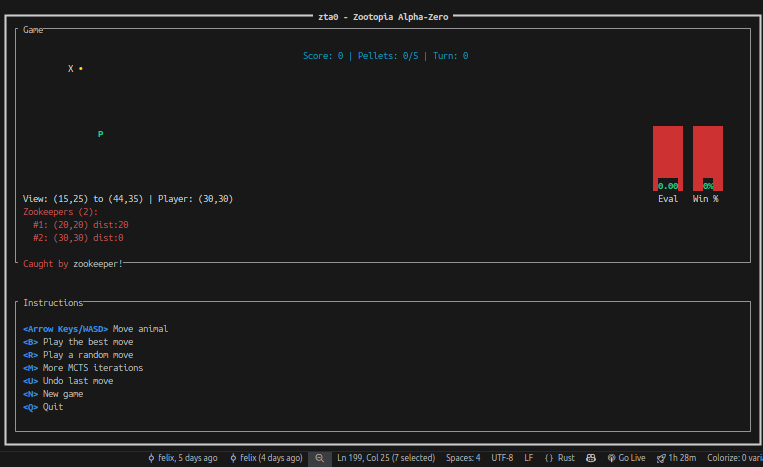 zta0 - Zootopia Alpha-Zero
Game
Score: 0 | Pellets: 0/5 | Turn: 0
X
P
0.00 0%
Eval Win %
View: (15,25) to (44,35) | Player: (30,30)
Zookeepers (2):
#1: (20,20) dist:20
#2: (30,30) dist:0
Caught by zookeeper!
Instructions
<Arrow Keys/WASD> Move animal
<B> Play the best move
<R> Play a random move
<M> More MCTS iterations
<U> Undo last move
<N> New game
<Q> Quit
felix, 5 days ago felix (4 days ago) Ln 199, Col 25 (7 selected) Spaces: 4 UTF-8 LF {} Rust Go Live 1h 28m Colorize: 0 vari